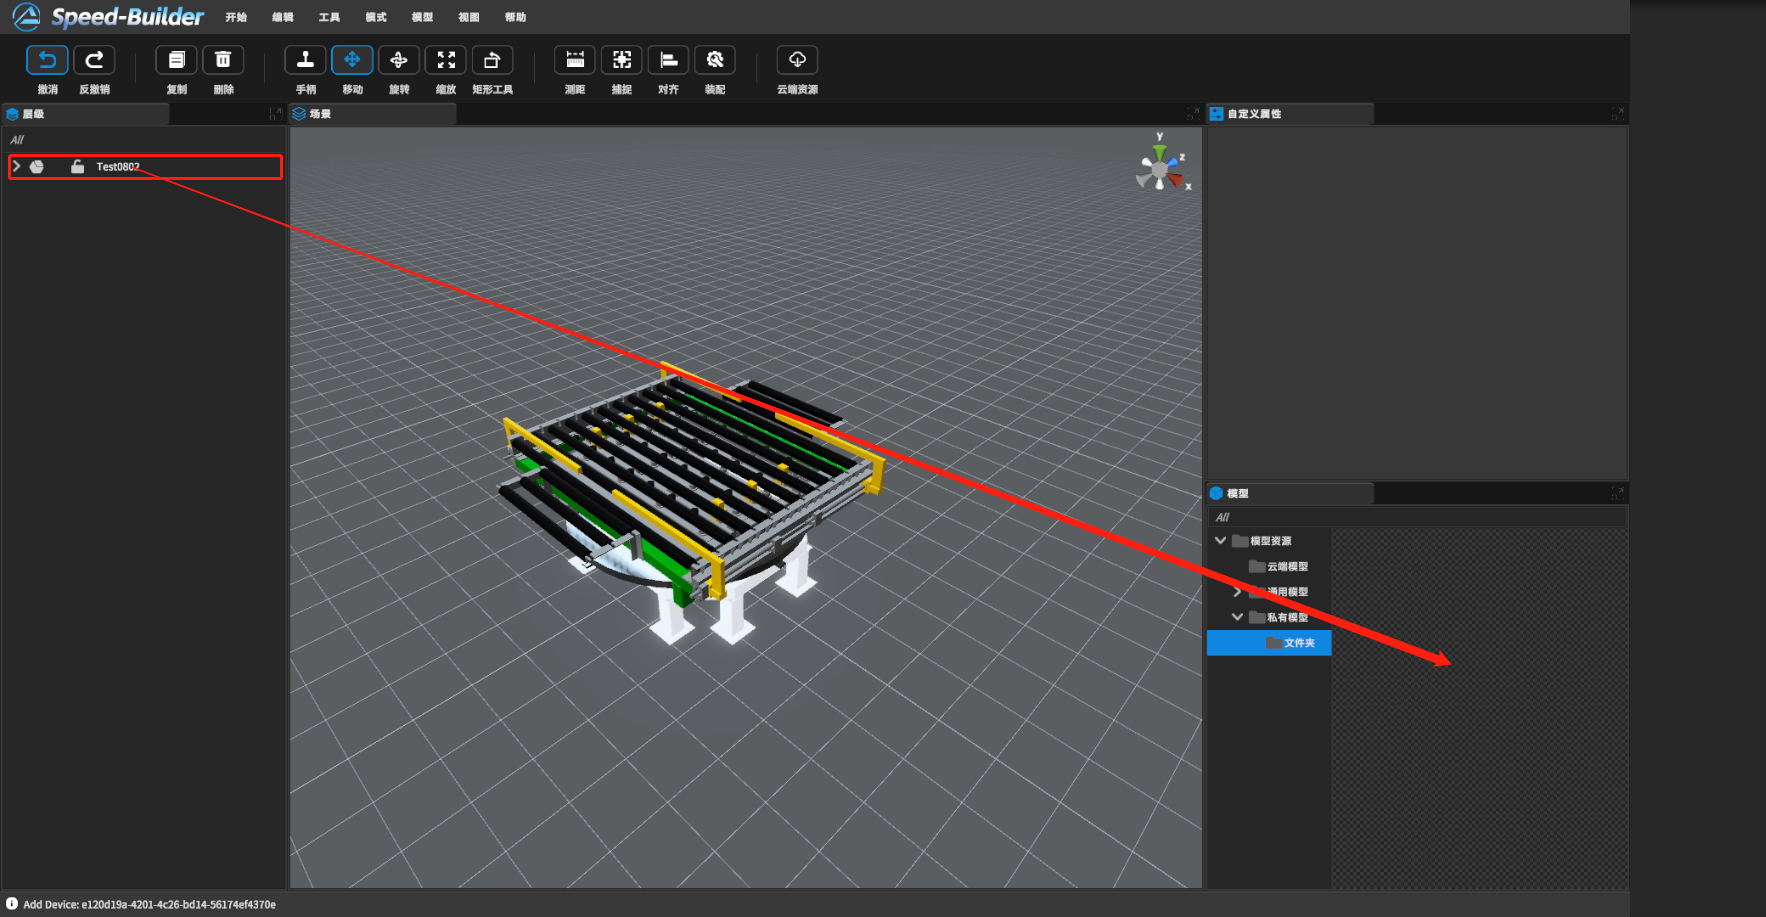 Speed-Builder 开始 编辑 工具 模式 模型 视图 帮助
撤消 反撤销 复制 删除 手柄 移动 旋转 缩放 矩形工具 测距 捕捉 对齐 装配 云端资源
层级
All
Test0802
场景
y
z
x
自定义属性
模型
All
模型资源
云端模型
通用模型
私有模型
文件夹
Add Device: e120d19a-4201-4c26-bd14-56174ef4370e